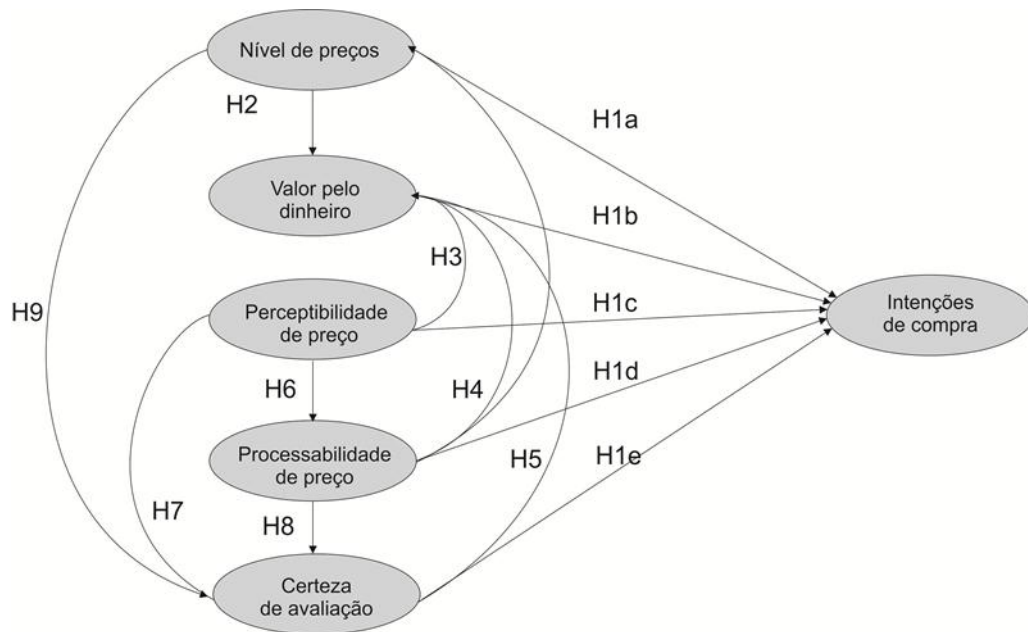 Nível de preços
H2
H1a
Valor pelo
dinheiro
H1b
H3
H9
Perceptibilidade
de preço
H1c
Intenções
de compra
H6
H4
H1d
Processabilidade
de preço
H5
H1e
H7
H8
Certeza
de avaliação